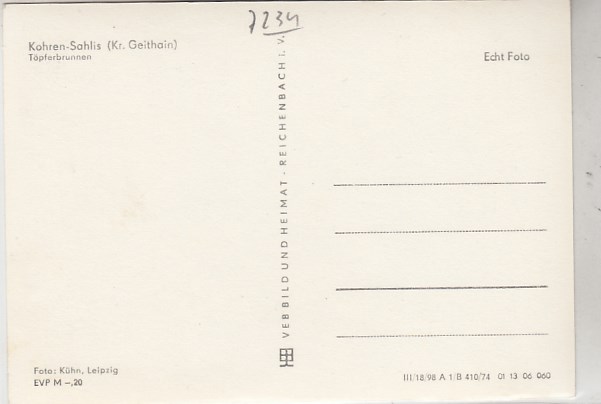 7234
Kohren-Sahlis (Kr. Geithain)
Töpferbrunnen
Echt Foto
VEB BILD UND HEIMAT · REICHENBACH I. V.
Foto: Kühn, Leipzig
EVP M –,20
III/18/98 A 1/B 410/74 01 13 06 060